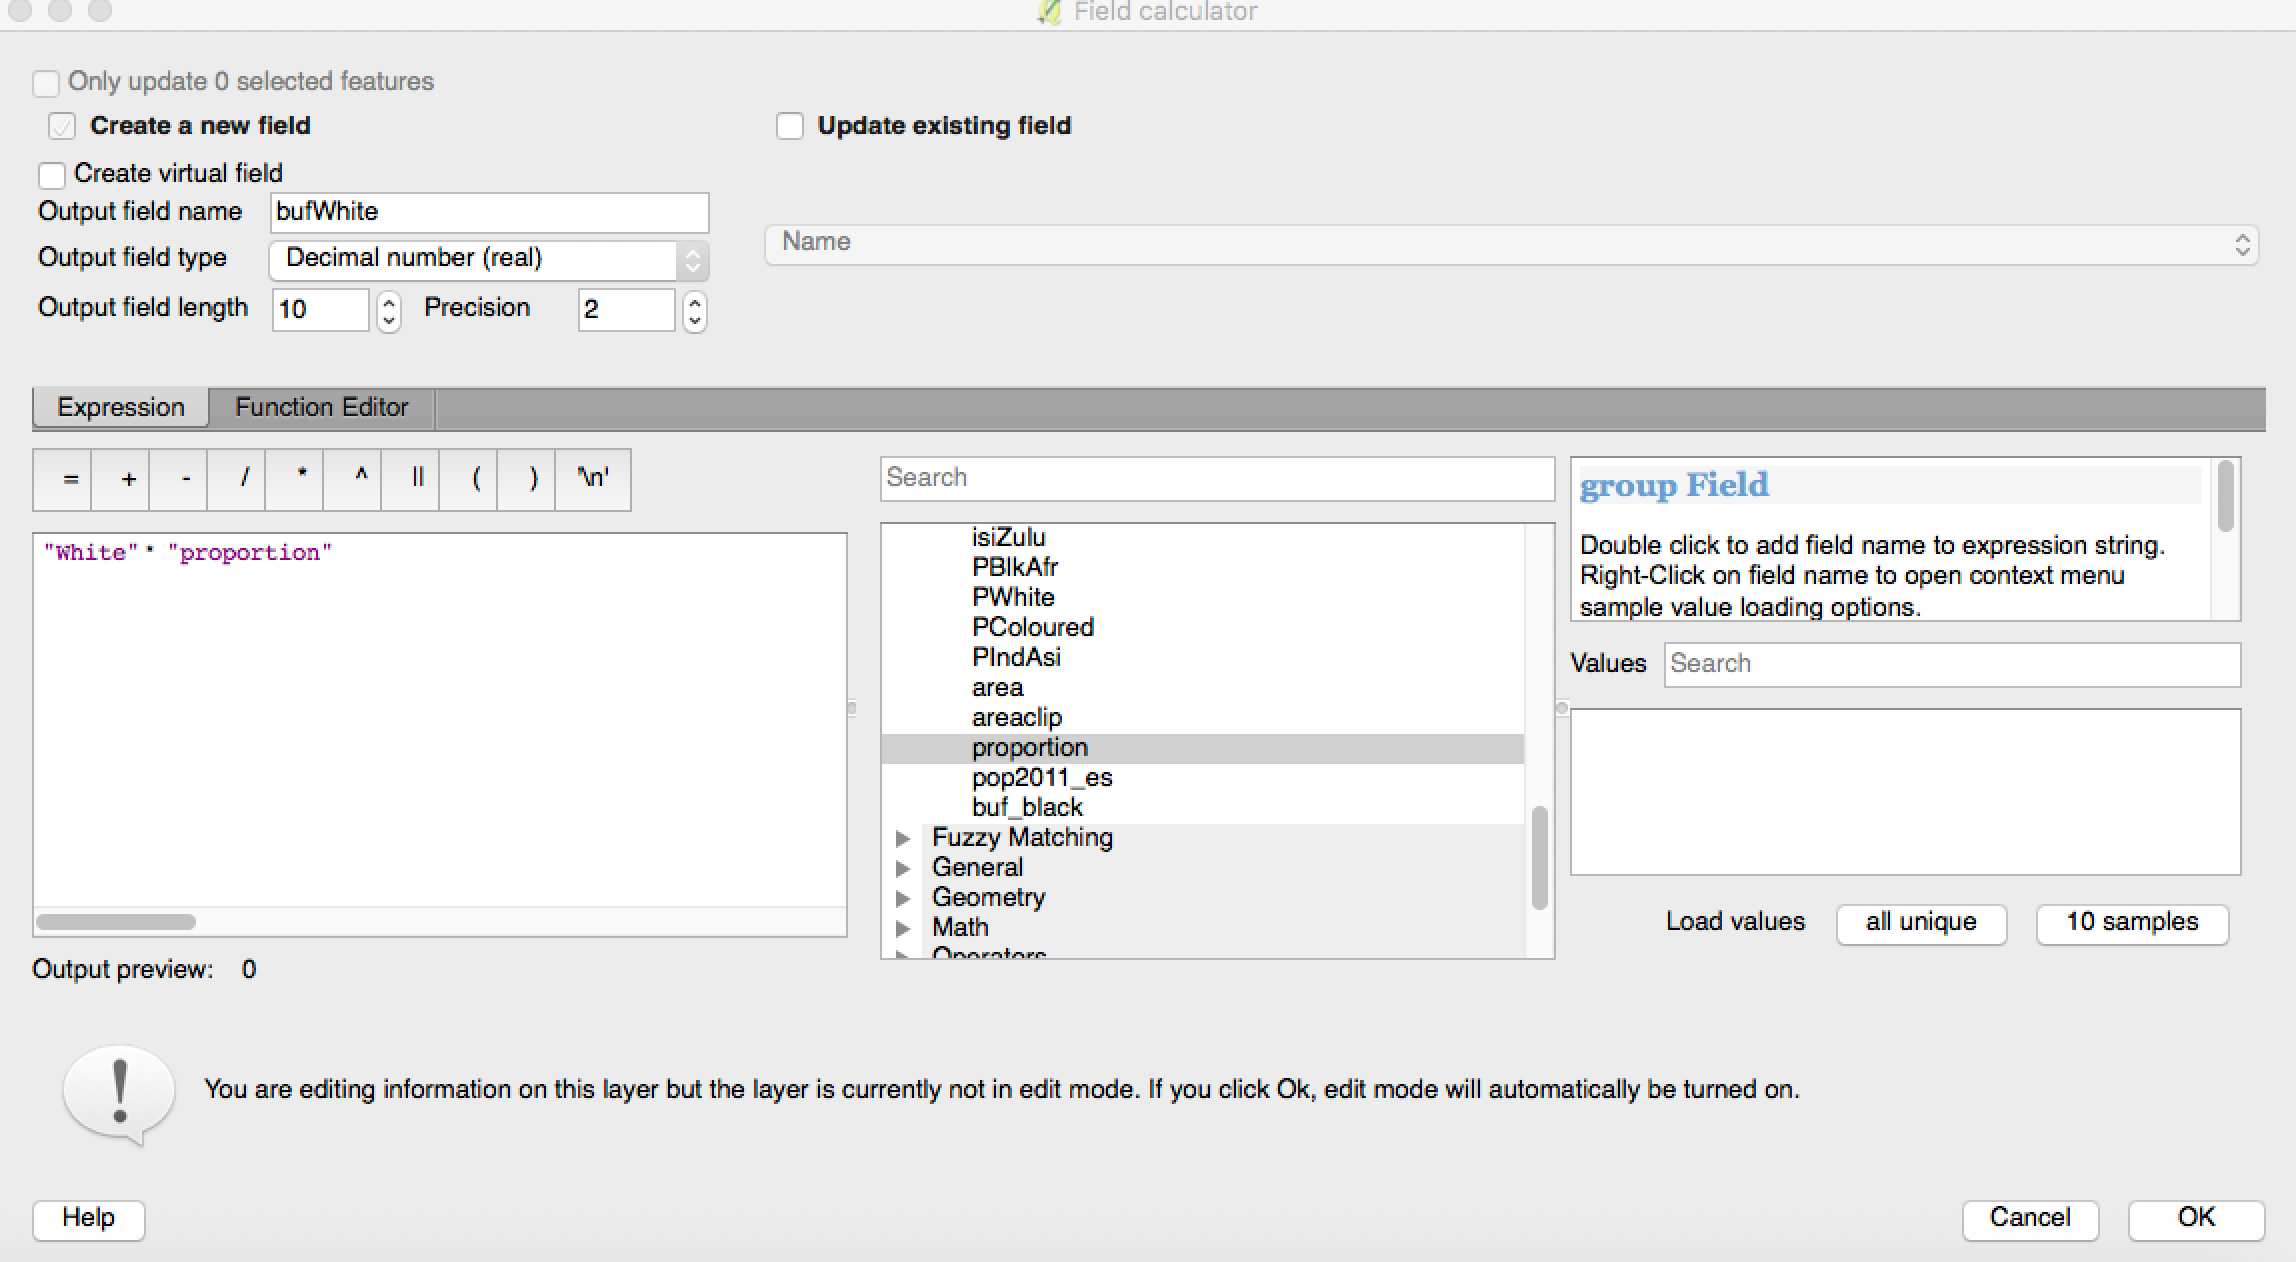 Field calculator
Only update 0 selected features
Create a new field
Update existing field
Create virtual field
Output field name bufWhite
Name
Output field type Decimal number (real)
Output field length 10 Precision 2
Expression Function Editor
= + - / * ^ || ( ) '\n'
"White" * "proportion"
Output preview: 0
Search
isiZulu
PBlkAfr
PWhite
PColoured
PIndAsi
area
areaclip
proportion
pop2011_es
buf_black
Fuzzy Matching
General
Geometry
Math
Operators
group Field
Double click to add field name to expression string.
Right-Click on field name to open context menu
sample value loading options.
Values Search
Load values all unique 10 samples
You are editing information on this layer but the layer is currently not in edit mode. If you click Ok, edit mode will automatically be turned on.
Help Cancel OK